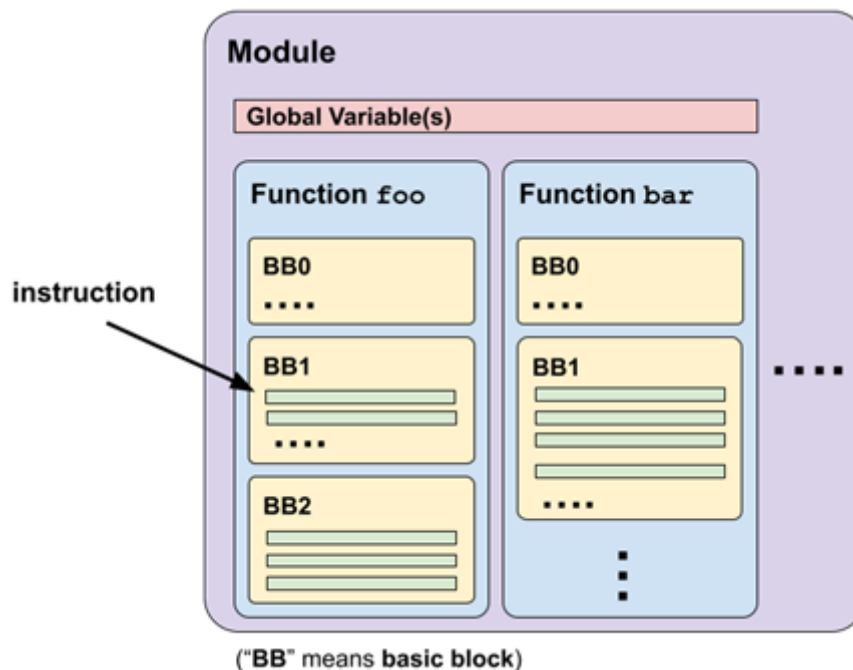 Module
Global Variable(s)
Function foo
Function bar
BB0
....
BB0
....
instruction
BB1
....
BB1
....
....
BB2
("BB" means basic block)